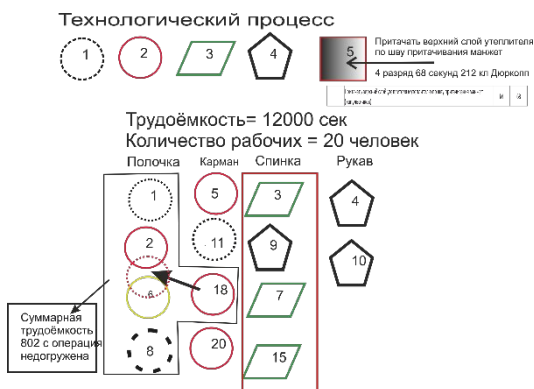 Технологический процесс
1
2
3
4
5
Притачать верхний слой утеплителя
по шву притачивания манжет
4 разряд 68 секунд 212 кл Дюркопп
Трудоёмкость= 12000 сек
Количество рабочих = 20 человек
Полочка Карман Спинка Рукав
1 5 3 4
2 11 9 10
6 18 7
8 20 15
Суммарная
трудоёмкость
802 с операция
недогружена